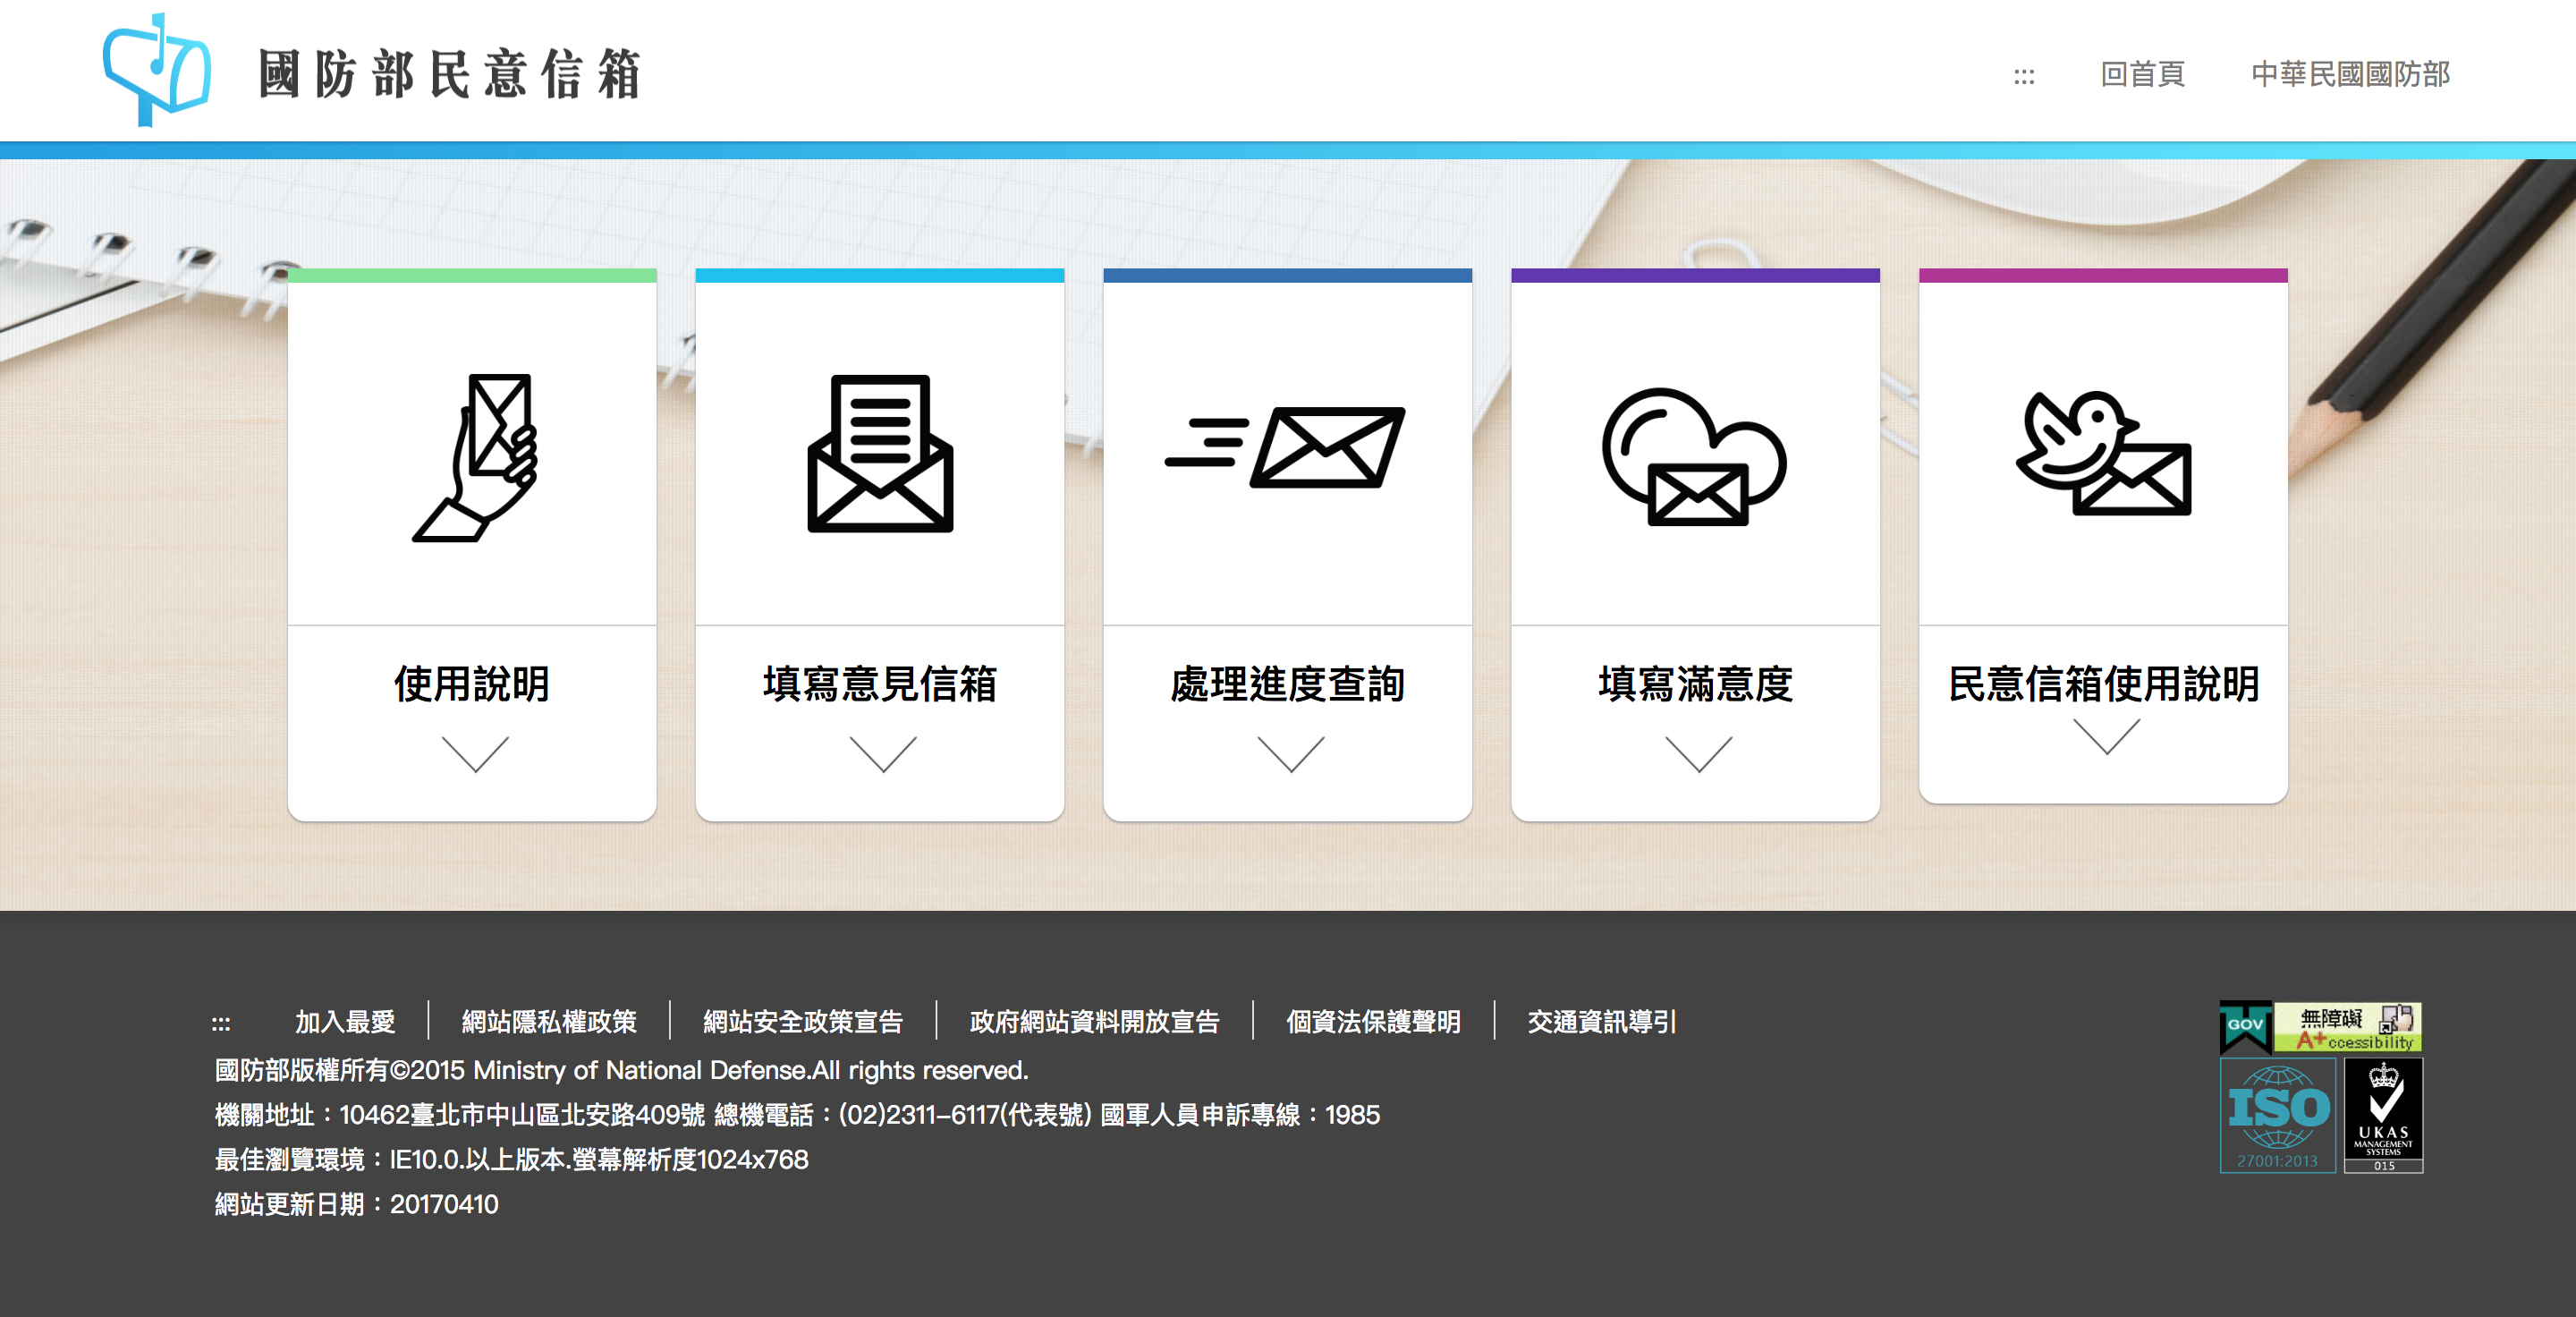 國防部民意信箱
::: 回首頁 中華民國國防部
使用說明
填寫意見信箱
處理進度查詢
填寫滿意度
民意信箱使用說明
::: 加入最愛 網站隱私權政策 網站安全政策宣告 政府網站資料開放宣告 個資法保護聲明 交通資訊導引
國防部版權所有©2015 Ministry of National Defense.All rights reserved.
機關地址：10462臺北市中山區北安路409號 總機電話：(02)2311-6117(代表號) 國軍人員申訴專線：1985
最佳瀏覽環境：IE10.0.以上版本.螢幕解析度1024x768
網站更新日期：20170410
GOV
無障礙
A+ccessibility
ISO
27001:2013
UKAS
MANAGEMENT
SYSTEMS
015